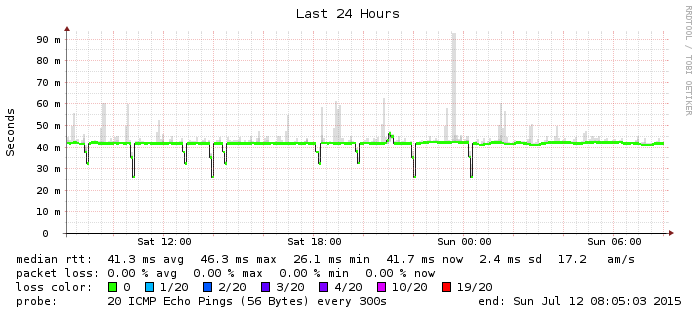 Last 24 Hours
RRDTOOL / TOBI OETIKER
Seconds
90 m
80 m
70 m
60 m
50 m
40 m
30 m
20 m
10 m
0
Sat 12:00 Sat 18:00 Sun 00:00 Sun 06:00
median rtt: 41.3 ms avg 46.3 ms max 26.1 ms min 41.7 ms now 2.4 ms sd 17.2 am/s
packet loss: 0.00 % avg 0.00 % max 0.00 % min 0.00 % now
loss color: 0 1/20 2/20 3/20 4/20 10/20 19/20
probe: 20 ICMP Echo Pings (56 Bytes) every 300s end: Sun Jul 12 08:05:03 2015